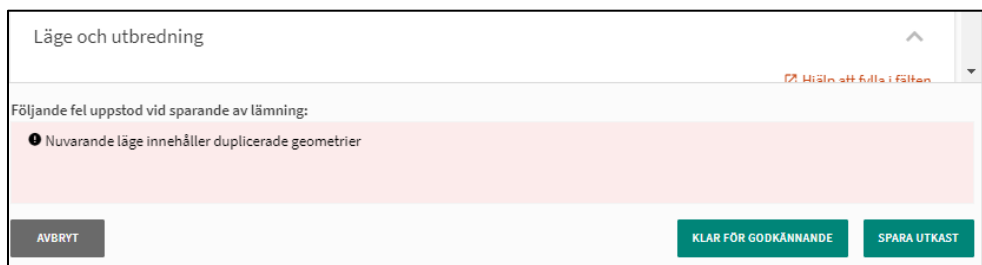 Läge och utbredning
Hjälp att fylla i fälten
Följande fel uppstod vid sparande av lämning:
Nuvarande läge innehåller duplicerade geometrier
AVBRYT
KLAR FÖR GODKÄNNANDE
SPARA UTKAST